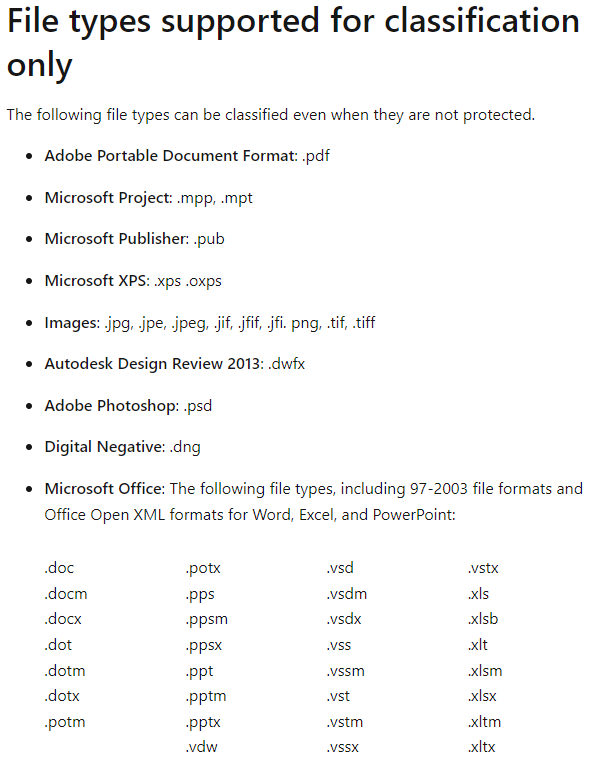 File types supported for classification
only
The following file types can be classified even when they are not protected.
• Adobe Portable Document Format: .pdf
• Microsoft Project: .mpp, .mpt
• Microsoft Publisher: .pub
• Microsoft XPS: .xps .oxps
• Images: .jpg, .jpe, .jpeg, .jif, .jfif, .jfi. png, .tif, .tiff
• Autodesk Design Review 2013: .dwfx
• Adobe Photoshop: .psd
• Digital Negative: .dng
• Microsoft Office: The following file types, including 97-2003 file formats and
Office Open XML formats for Word, Excel, and PowerPoint:
.doc .potx .vsd .vstx
.docm .pps .vsdm .xls
.docx .ppsm .vsdx .xlsb
.dot .ppsx .vss .xlt
.dotm .ppt .vssm .xlsm
.dotx .pptm .vst .xlsx
.potm .pptx .vstm .xltm
.vdw .vssx .xltx